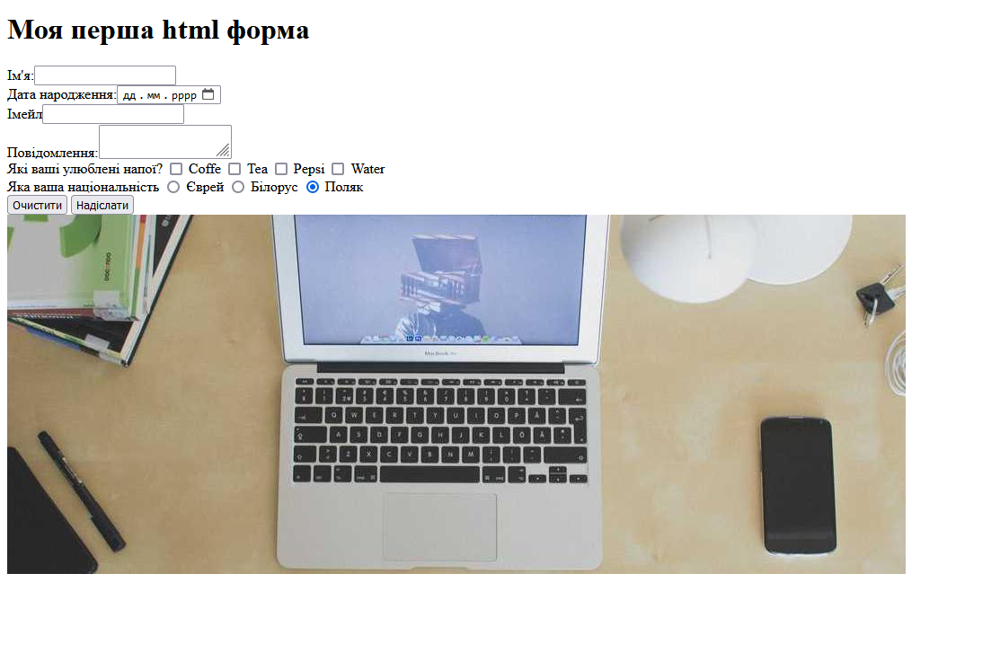 Моя перша html форма
Ім'я:
Дата народження: дд . мм . рррр
Імейл
Повідомлення:
Які ваші улюблені напої? Coffe Tea Pepsi Water
Яка ваша національність Єврей Білорус Поляк
Очистити Надіслати
MacBook Air
Q W E R T Y U I O P Å
A S D F G H J K L Ö Ä
Z X C V B N M